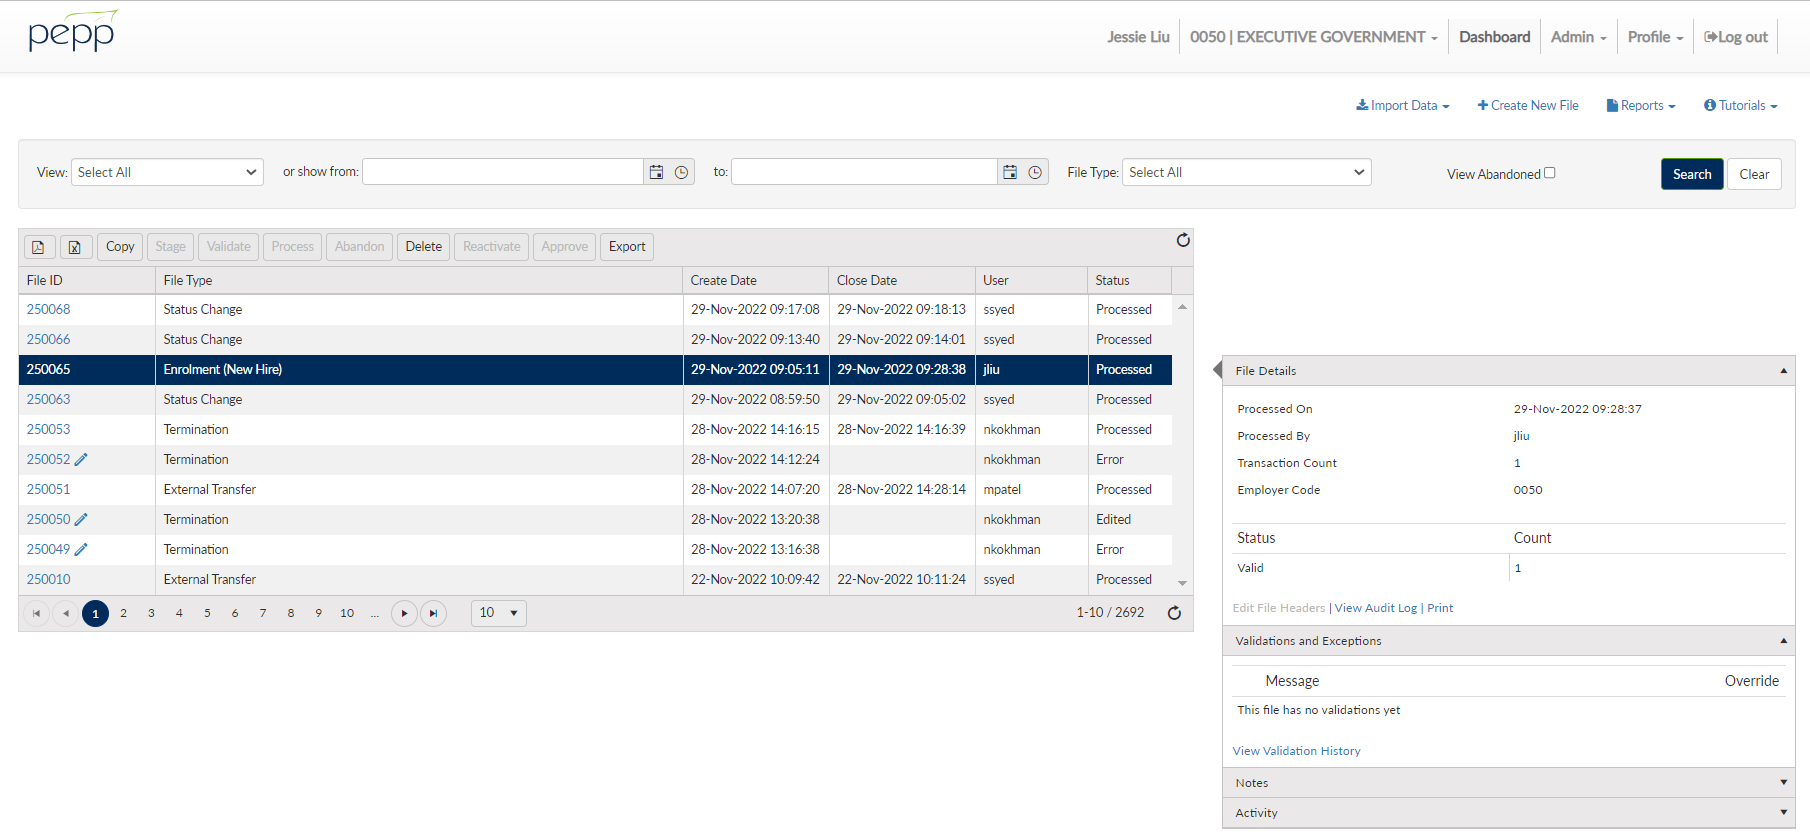 pepp
Jessie Liu 0050 | EXECUTIVE GOVERNMENT Dashboard Admin Profile Log out
Import Data Create New File Reports Tutorials
View: Select All or show from: to: File Type: Select All View Abandoned Search Clear
Copy Stage Validate Process Abandon Delete Reactivate Approve Export
File ID File Type Create Date Close Date User Status
250068 Status Change 29-Nov-2022 09:17:08 29-Nov-2022 09:18:13 ssyed Processed
250066 Status Change 29-Nov-2022 09:13:40 29-Nov-2022 09:14:01 ssyed Processed
250065 Enrolment (New Hire) 29-Nov-2022 09:05:11 29-Nov-2022 09:28:38 jliu Processed
250063 Status Change 29-Nov-2022 08:59:50 29-Nov-2022 09:05:02 ssyed Processed
250053 Termination 28-Nov-2022 14:16:15 28-Nov-2022 14:16:39 nkokhman Processed
250052 Termination 28-Nov-2022 14:12:24 nkokhman Error
250051 External Transfer 28-Nov-2022 14:07:20 28-Nov-2022 14:28:14 mpatel Processed
250050 Termination 28-Nov-2022 13:20:38 nkokhman Edited
250049 Termination 28-Nov-2022 13:16:38 nkokhman Error
250010 External Transfer 22-Nov-2022 10:09:42 22-Nov-2022 10:11:24 ssyed Processed
1 2 3 4 5 6 7 8 9 10 ... 10 1-10 / 2692
File Details
Processed On 29-Nov-2022 09:28:37
Processed By jliu
Transaction Count 1
Employer Code 0050
Status Count
Valid 1
Edit File Headers | View Audit Log | Print
Validations and Exceptions
Message Override
This file has no validations yet
View Validation History
Notes
Activity